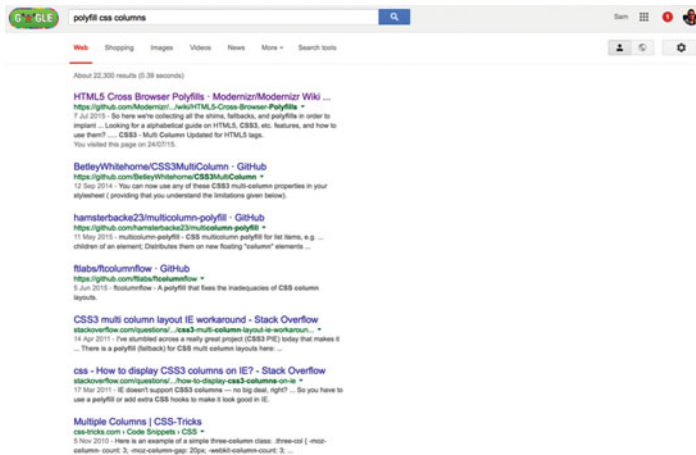 GOOGLE
polyfill css columns
Sam
1
Web Shopping Images Videos News More Search tools
About 22,300 results (0.39 seconds)
HTML5 Cross Browser Polyfills · Modernizr/Modernizr Wiki ...
https://github.com/Modernizr/.../wiki/HTML5-Cross-Browser-Polyfills
7 Jul 2015 - So here we're collecting all the shims, fallbacks, and polyfills in order to
implant ... Looking for a alphabetical guide on HTML5, CSS3, etc. features, and how to
use them? ..... CSS3 - Multi Column Updated for HTML5 tags.
You visited this page on 24/07/15.
BetleyWhitehorne/CSS3MultiColumn · GitHub
https://github.com/BetleyWhitehorne/CSS3MultiColumn
12 Sep 2014 - You can now use any of these CSS3 multi-column properties in your
stylesheet ( providing that you understand the limitations given below).
hamsterbacke23/multicolumn-polyfill · GitHub
https://github.com/hamsterbacke23/multicolumn-polyfill
11 May 2015 - multicolumn-polyfill - CSS multicolumn polyfill for list items, e.g. ...
children of an element; Distributes them on new floating "column" elements ...
ftlabs/ftcolumnflow · GitHub
https://github.com/ftlabs/ftcolumnflow
5 Jun 2015 - ftcolumnflow - A polyfill that fixes the inadequacies of CSS column
layouts.
CSS3 multi column layout IE workaround - Stack Overflow
stackoverflow.com/questions/.../css3-multi-column-layout-ie-workaroun...
14 Apr 2011 - I've stumbled across a really great project (CSS3 PIE) today that makes it
... There is a polyfill (fallback) for CSS multi column layouts here: ...
css - How to display CSS3 columns on IE? - Stack Overflow
stackoverflow.com/questions/.../how-to-display-css3-columns-on-ie
17 Mar 2011 - IE doesn't support CSS3 columns — no big deal, right? ... So you have to
use a polyfill or add extra CSS hooks to make it look good in IE.
Multiple Columns | CSS-Tricks
css-tricks.com › Code Snippets › CSS
5 Nov 2010 - Here is an example of a simple three-column class: .three-col { -moz-
column- count: 3; -moz-column-gap: 20px; -webkit-column-count: 3; ...